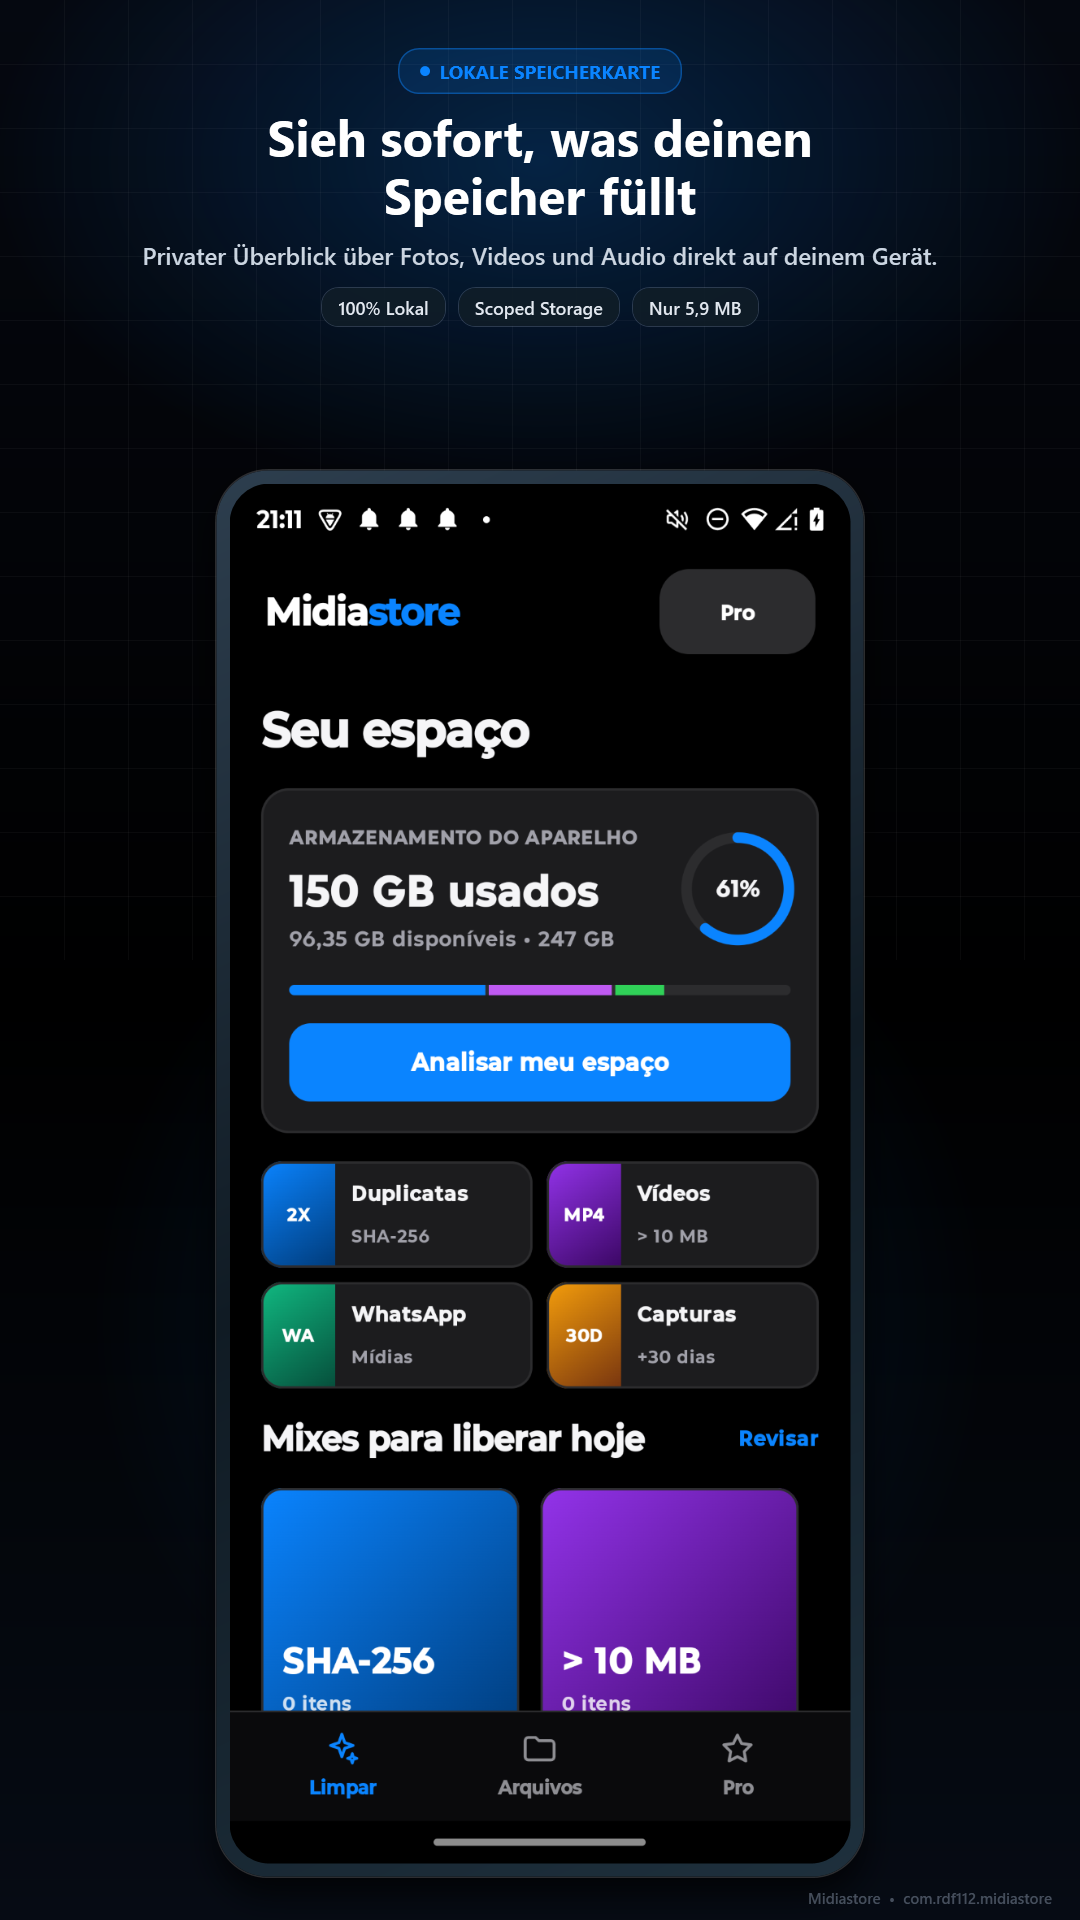 LOKALE SPEICHERKARTE
Sieh sofort, was deinen
Speicher füllt
Privater Überblick über Fotos, Videos und Audio direkt auf deinem Gerät.
100% Lokal
Scoped Storage
Nur 5,9 MB
21:11
Midiastore
Pro
Seu espaço
ARMAZENAMENTO DO APARELHO
150 GB usados
96,35 GB disponíveis • 247 GB
61%
Analisar meu espaço
2X
Duplicatas
SHA-256
MP4
Vídeos
> 10 MB
WA
WhatsApp
Mídias
30D
Capturas
+30 dias
Mixes para liberar hoje
Revisar
SHA-256
0 itens
> 10 MB
0 itens
Limpar
Arquivos
Pro
Midiastore • com.rdf112.midiastore